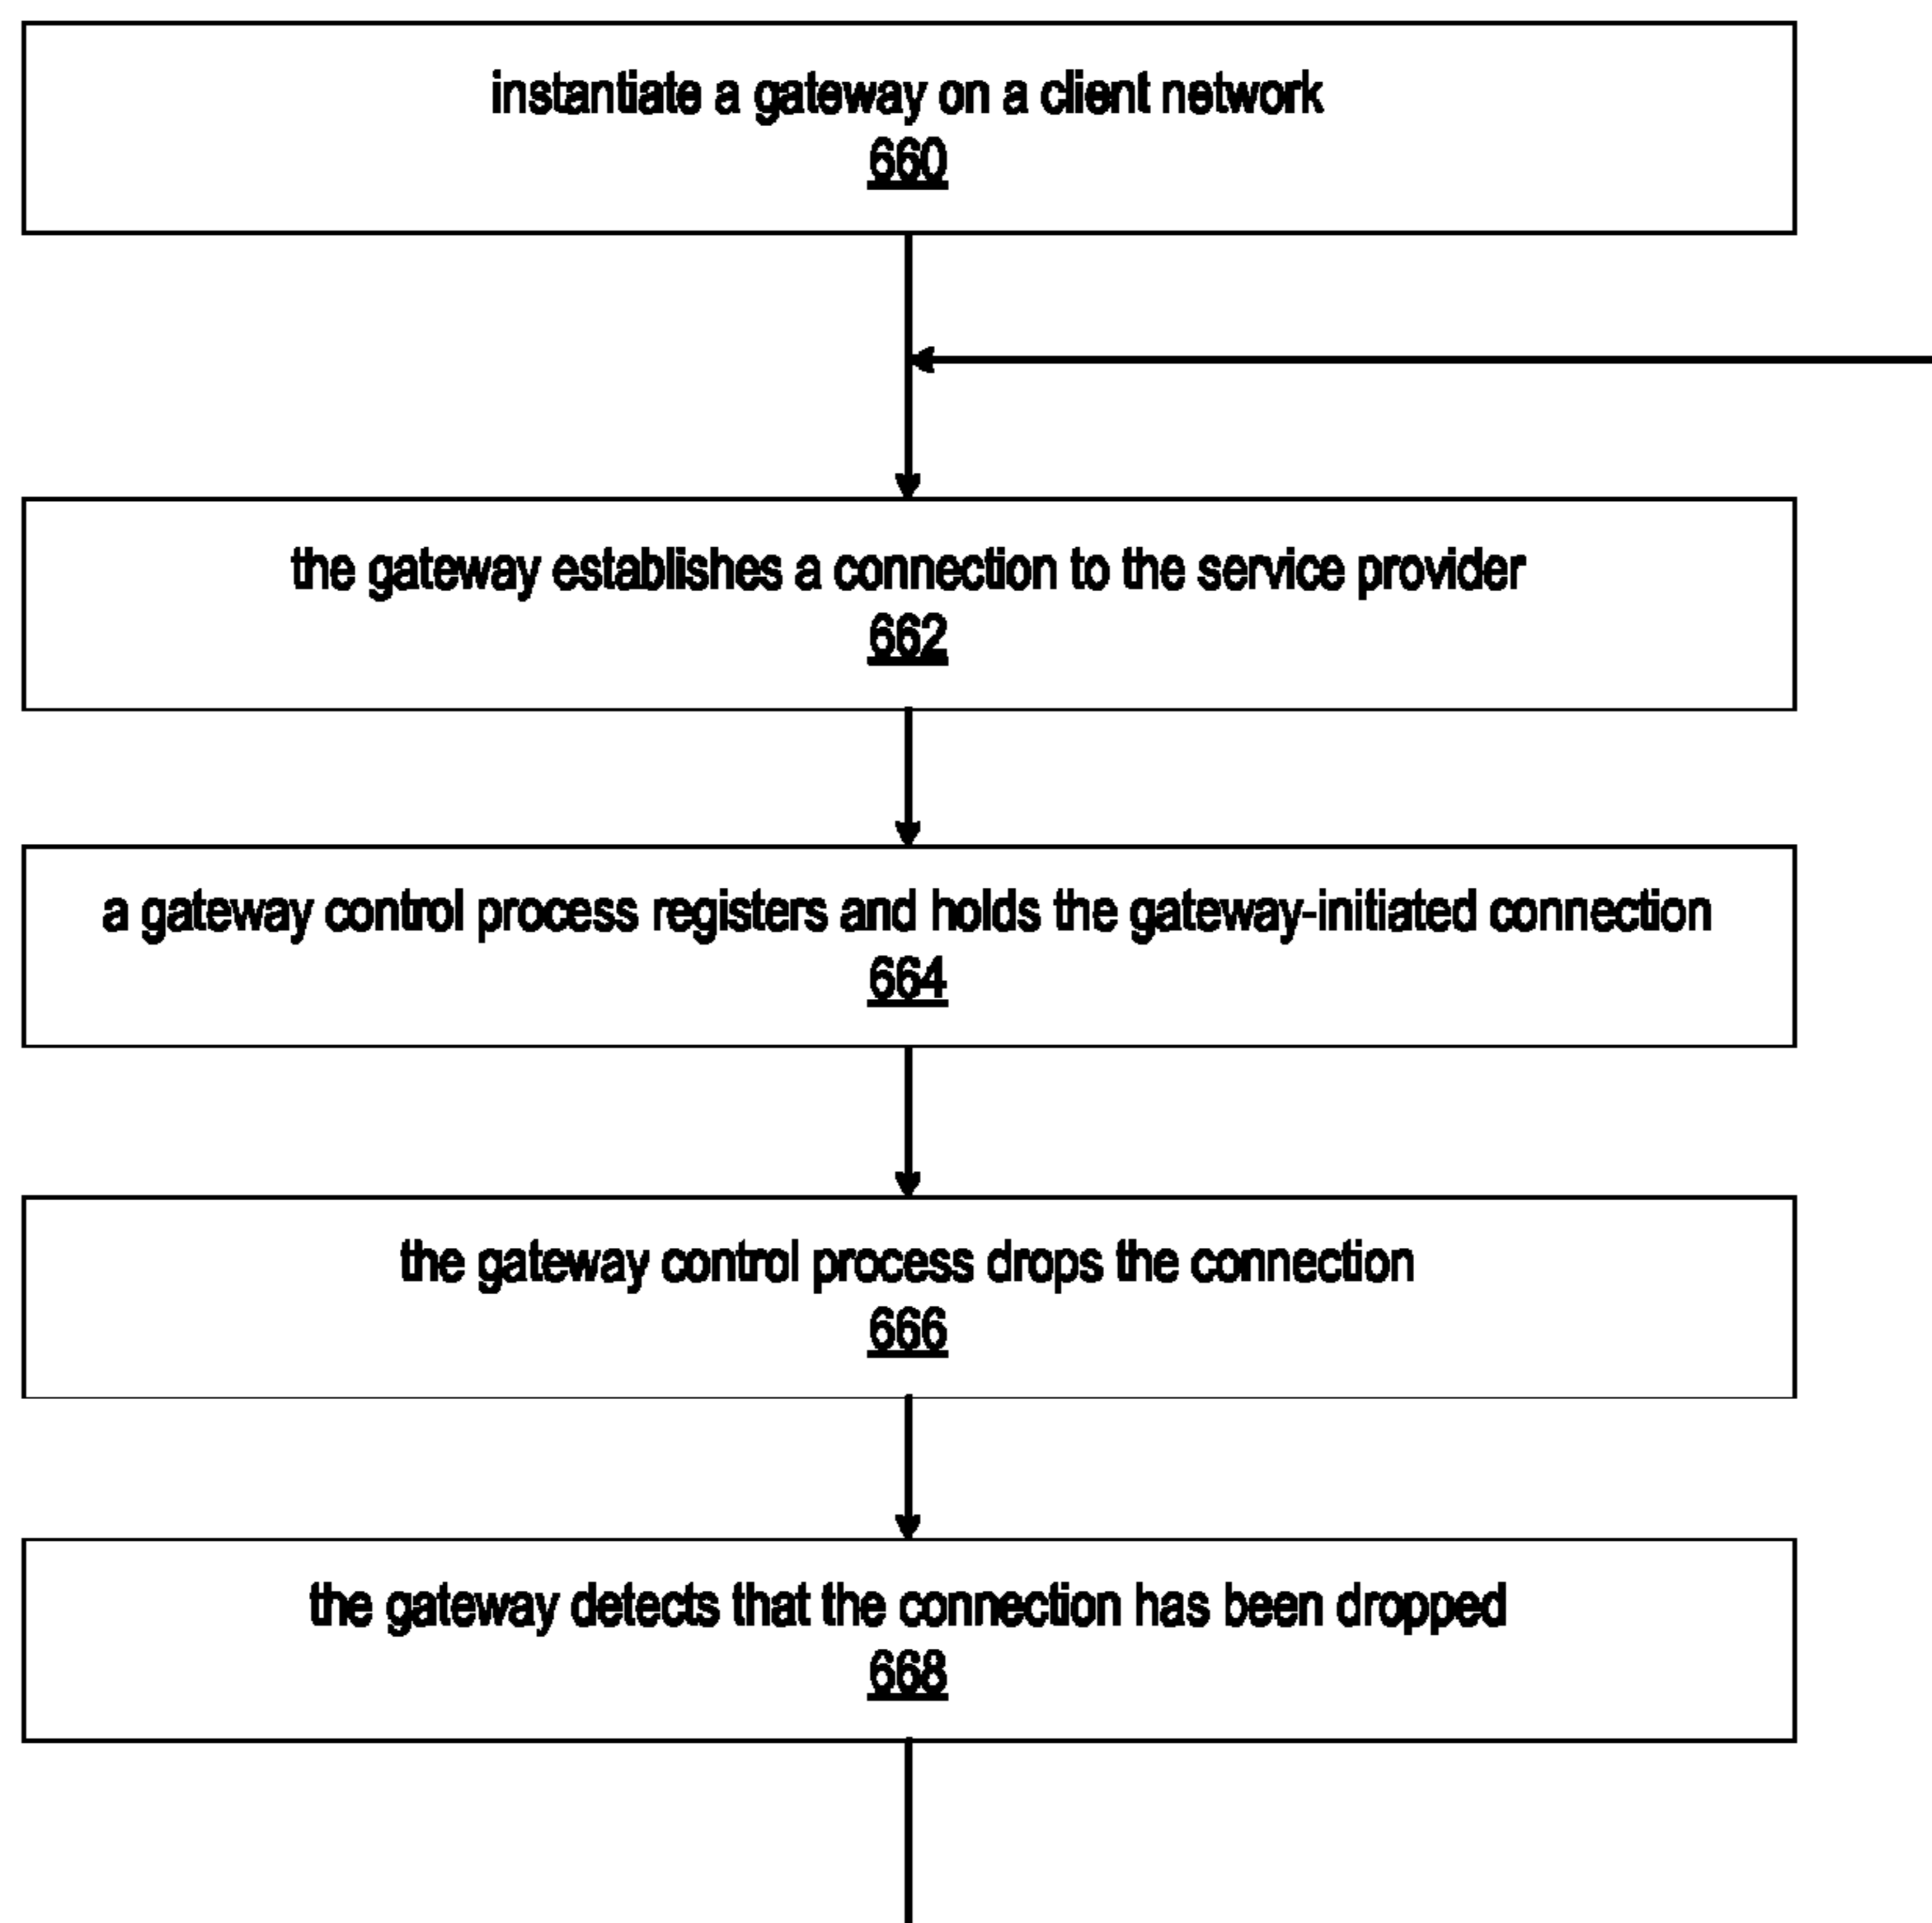 instantiate a gateway on a client network
660
the gateway establishes a connection to the service provider
662
a gateway control process registers and holds the gateway-initiated connection
664
the gateway control process drops the connection
666
the gateway detects that the connection has been dropped
668